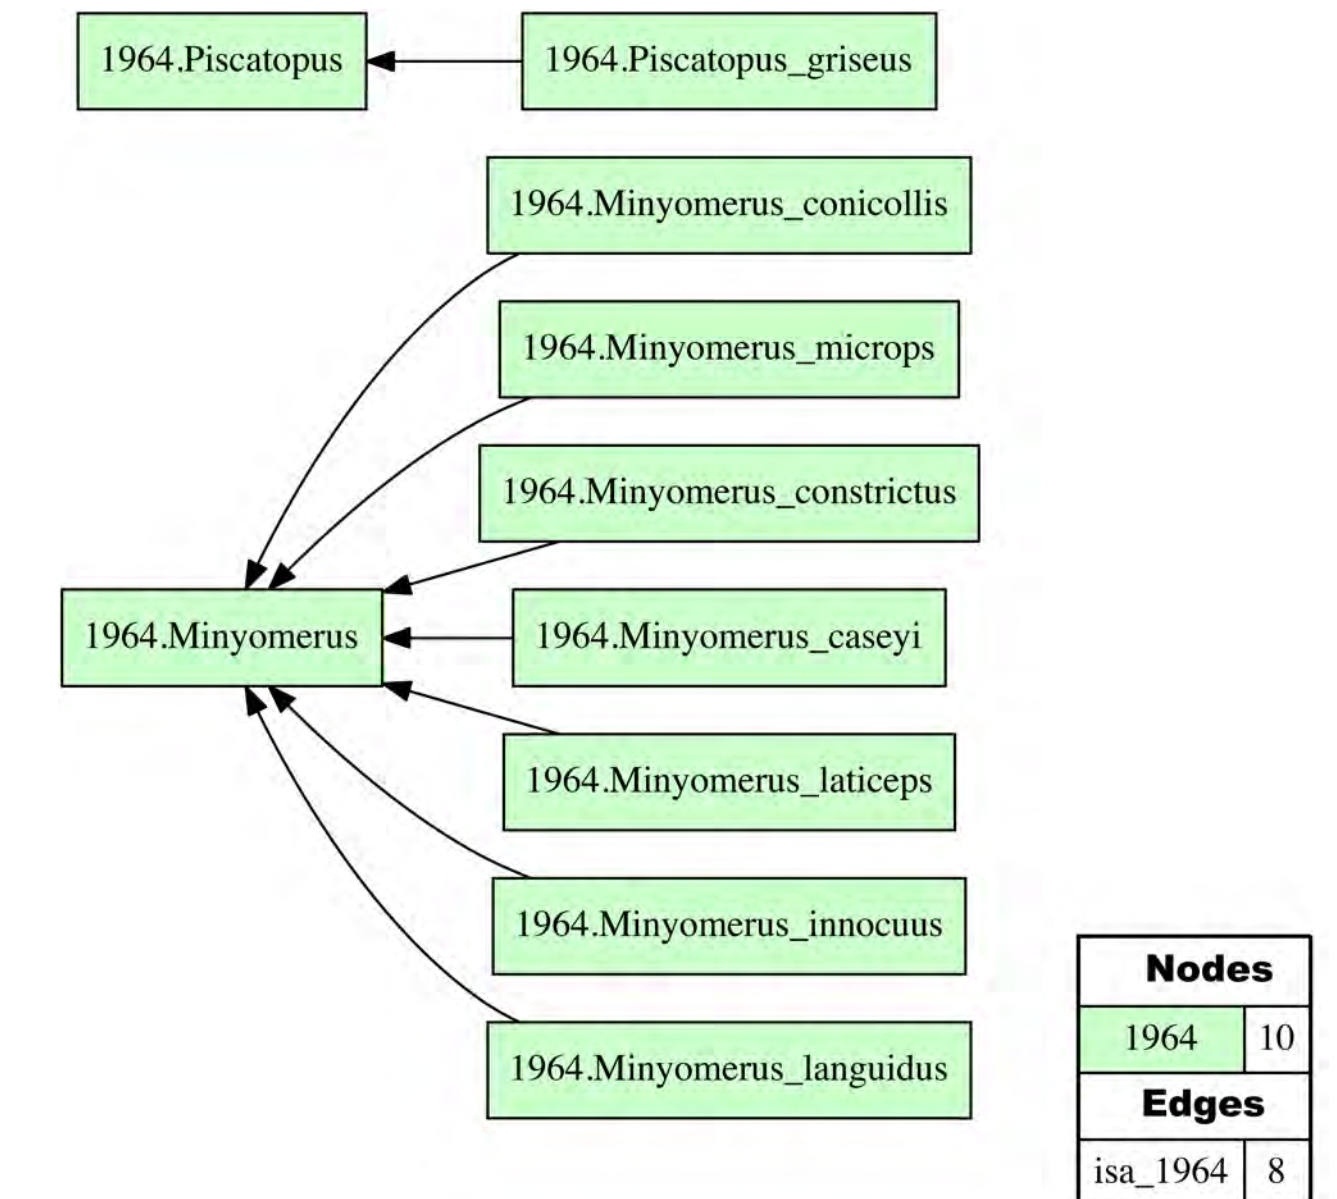 1964.Piscatopus
1964.Piscatopus_griseus
1964.Minyomerus_conicollis
1964.Minyomerus_microps
1964.Minyomerus_constrictus
1964.Minyomerus
1964.Minyomerus_caseyi
1964.Minyomerus_laticeps
1964.Minyomerus_innocuus
1964.Minyomerus_languidus
Nodes
1964 10
Edges
isa_1964 8